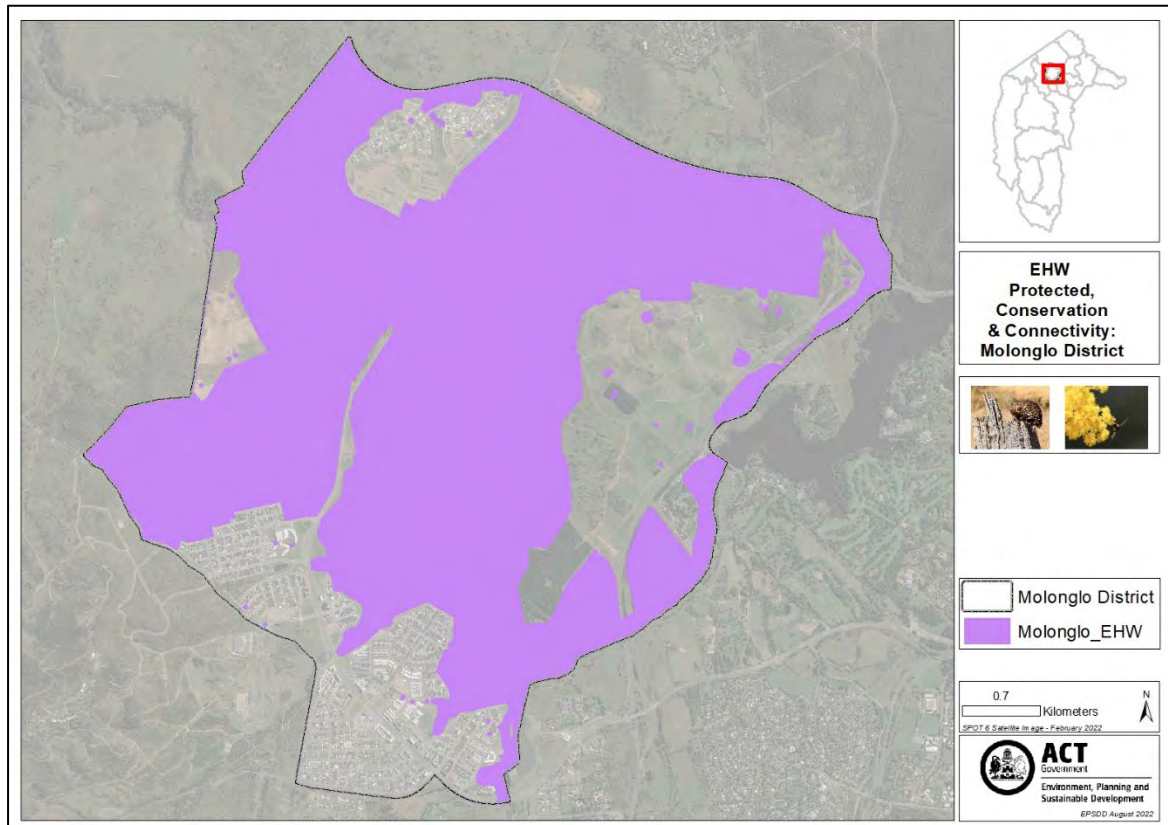 EHW
Protected,
Conservation
& Connectivity:
Molonglo District
Molonglo District
Molonglo_EHW
0.7
Kilometers
N
SPOT 6 Satellite Image - February 2022
ACT
Government
Environment, Planning and
Sustainable Development
EPSDD August 2022